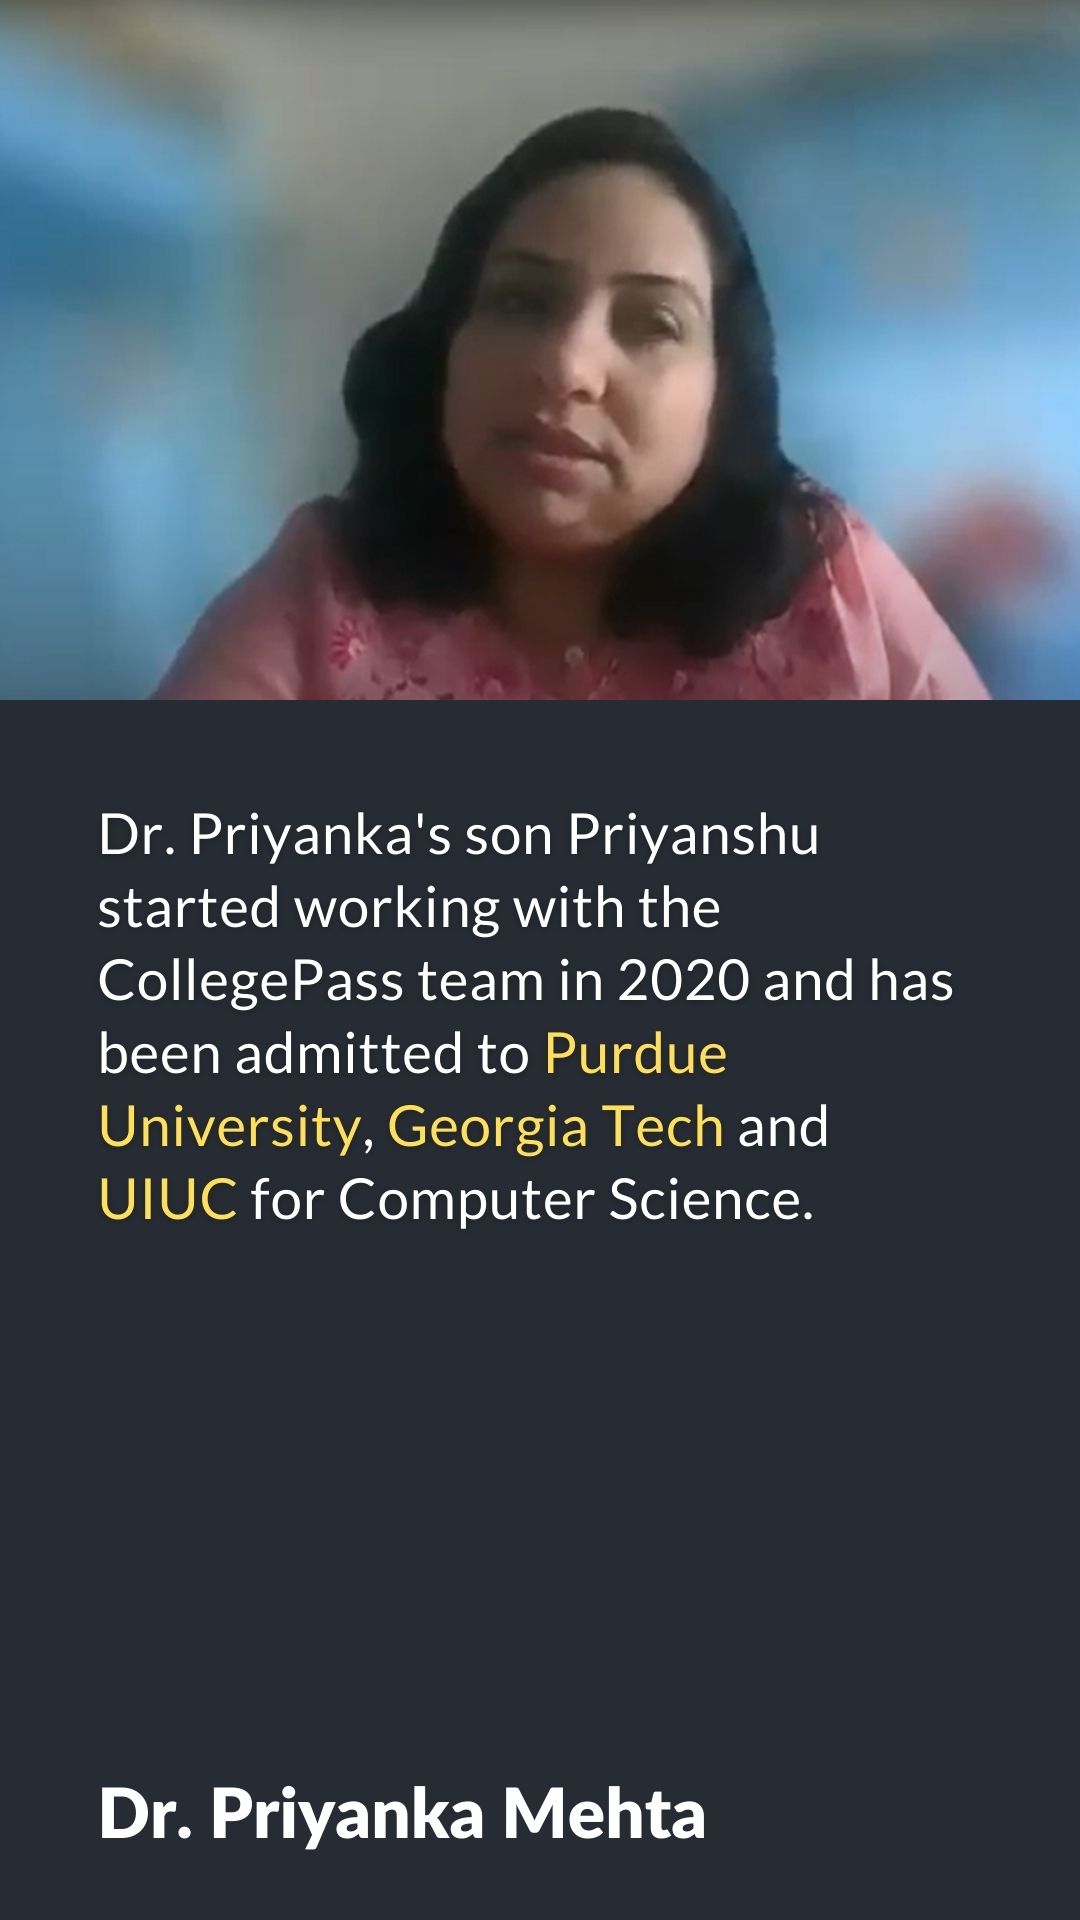 Dr. Priyanka's son Priyanshu
started working with the
CollegePass team in 2020 and has
been admitted to Purdue
University, Georgia Tech and
UIUC for Computer Science.
Dr. Priyanka Mehta